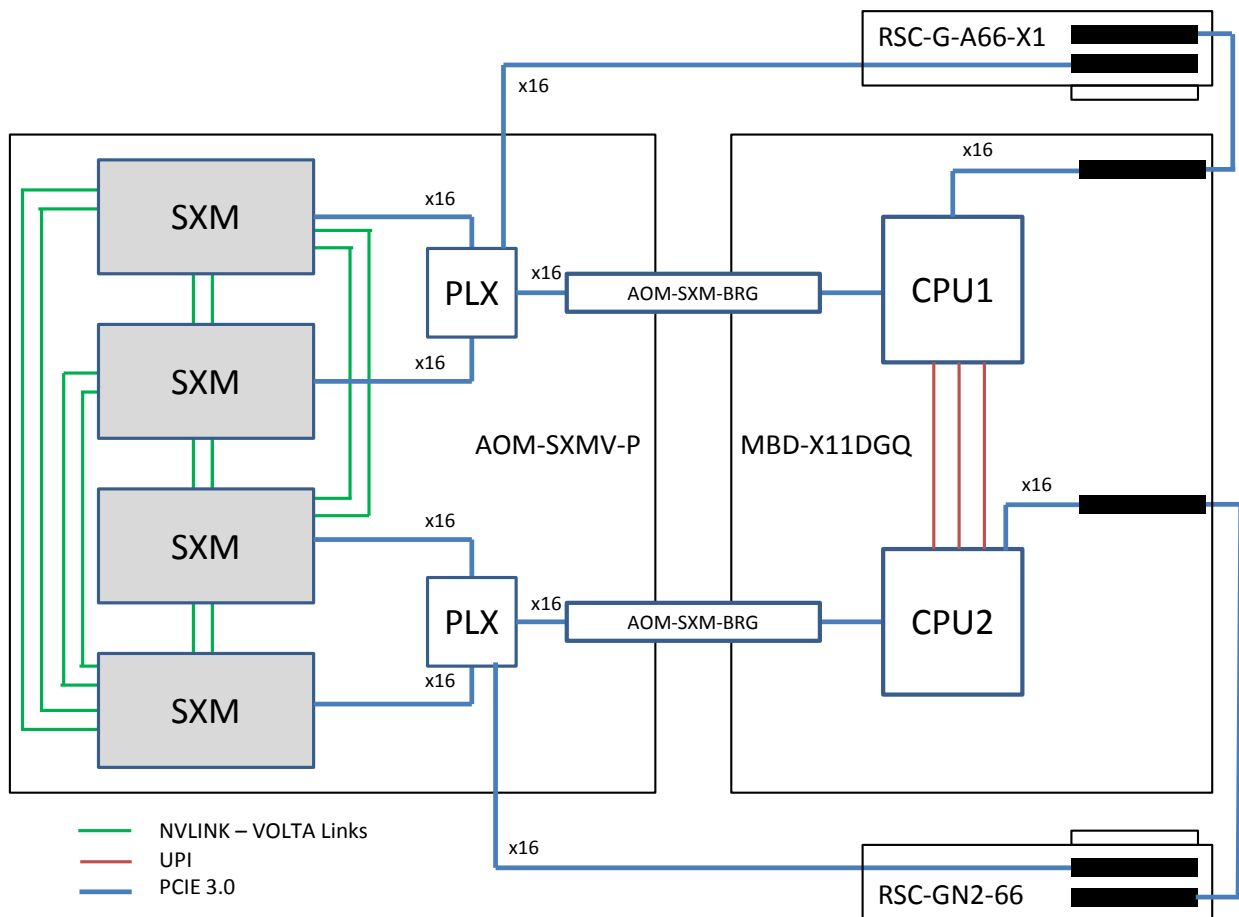 RSC-G-A66-X1
x16
x16
x16
SXM
PLX
x16
AOM-SXM-BRG
CPU1
SXM
x16
AOM-SXMV-P
MBD-X11DGQ
x16
SXM
x16
PLX
x16
AOM-SXM-BRG
CPU2
x16
SXM
NVLINK – VOLTA Links
UPI
PCIE 3.0
x16
RSC-GN2-66